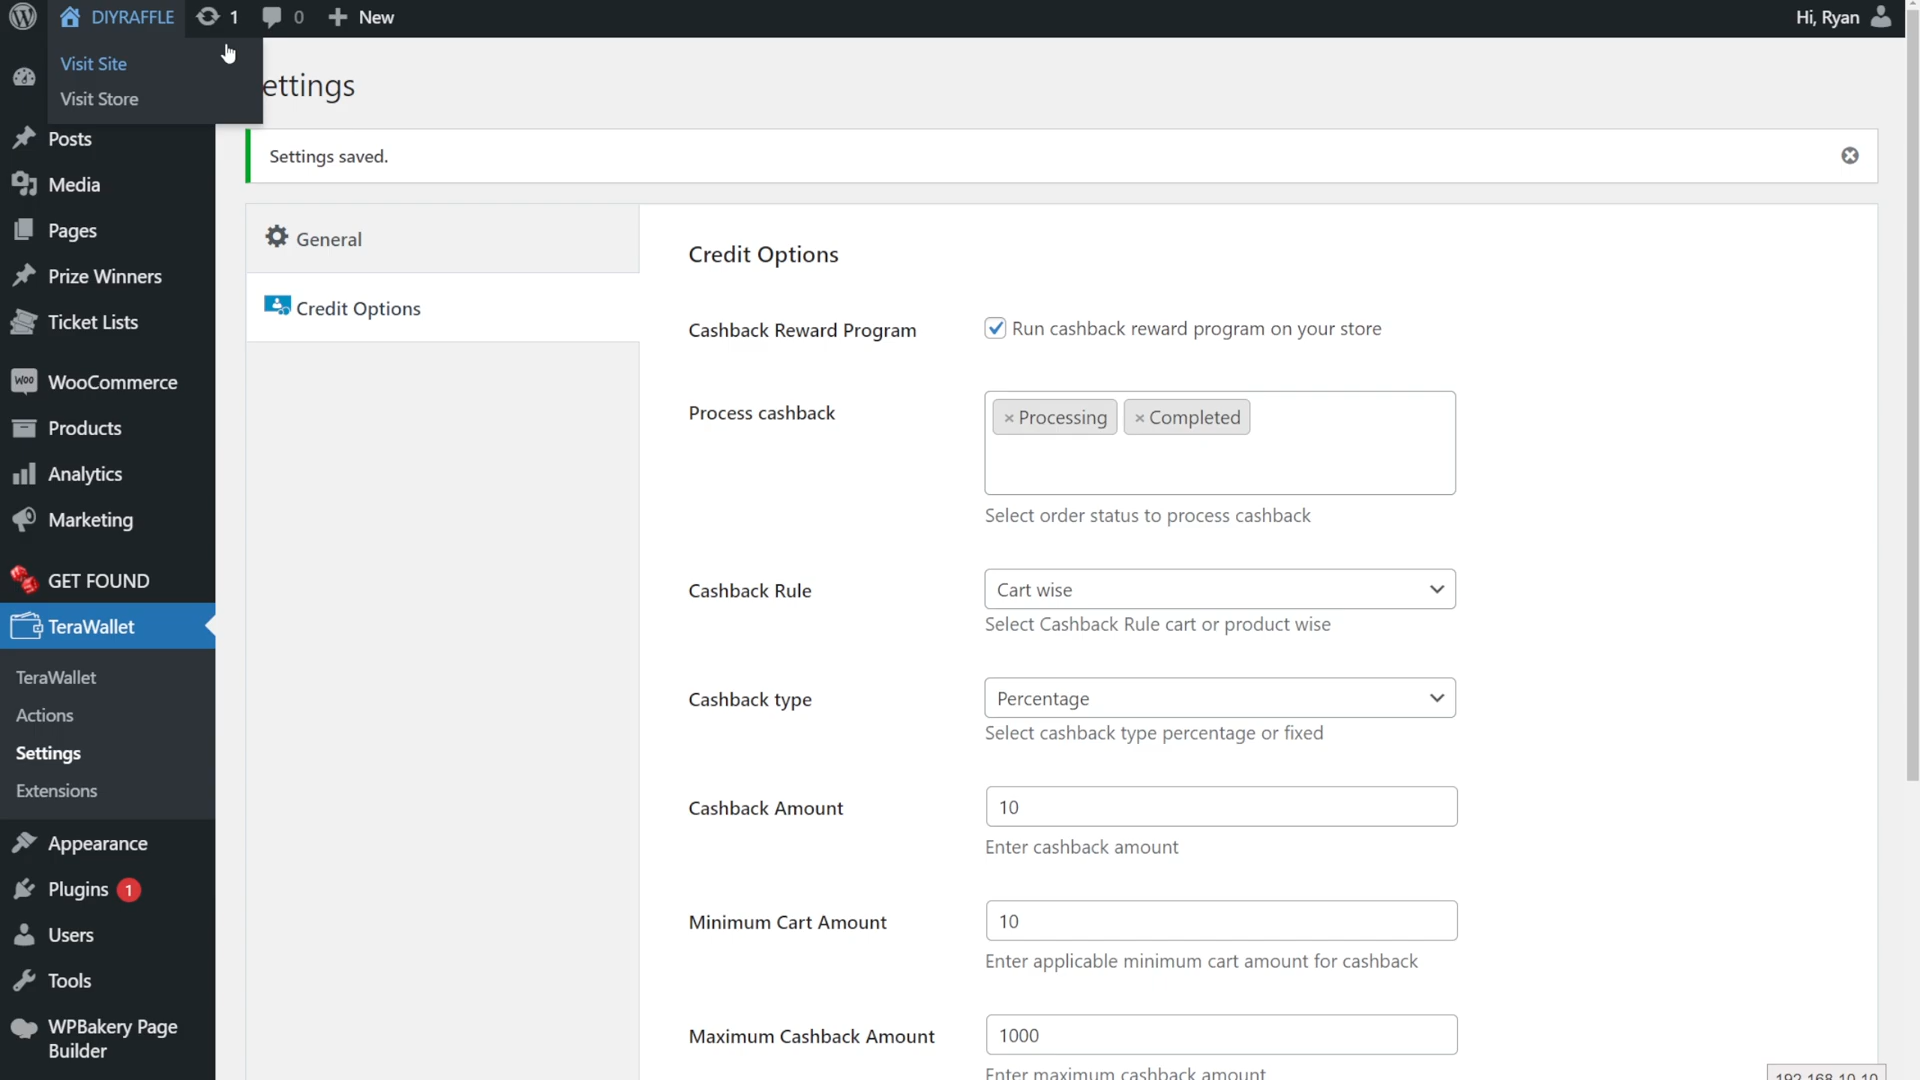 DIYRAFFLE 1 0 New Hi, Ryan
Visit Site
Visit Store
ettings
Settings saved.
Posts
Media
Pages
Prize Winners
Ticket Lists
WOO WooCommerce
Products
Analytics
Marketing
GET FOUND
TeraWallet
TeraWallet
Actions
Settings
Extensions
Appearance
Plugins 1
Users
Tools
WPBakery Page
Builder
General
Credit Options
Credit Options
Cashback Reward Program Run cashback reward program on your store
Process cashback × Processing × Completed
Select order status to process cashback
Cashback Rule Cart wise
Select Cashback Rule cart or product wise
Cashback type Percentage
Select cashback type percentage or fixed
Cashback Amount 10
Enter cashback amount
Minimum Cart Amount 10
Enter applicable minimum cart amount for cashback
Maximum Cashback Amount 1000
Enter maximum cashback amount
192.168.10.10